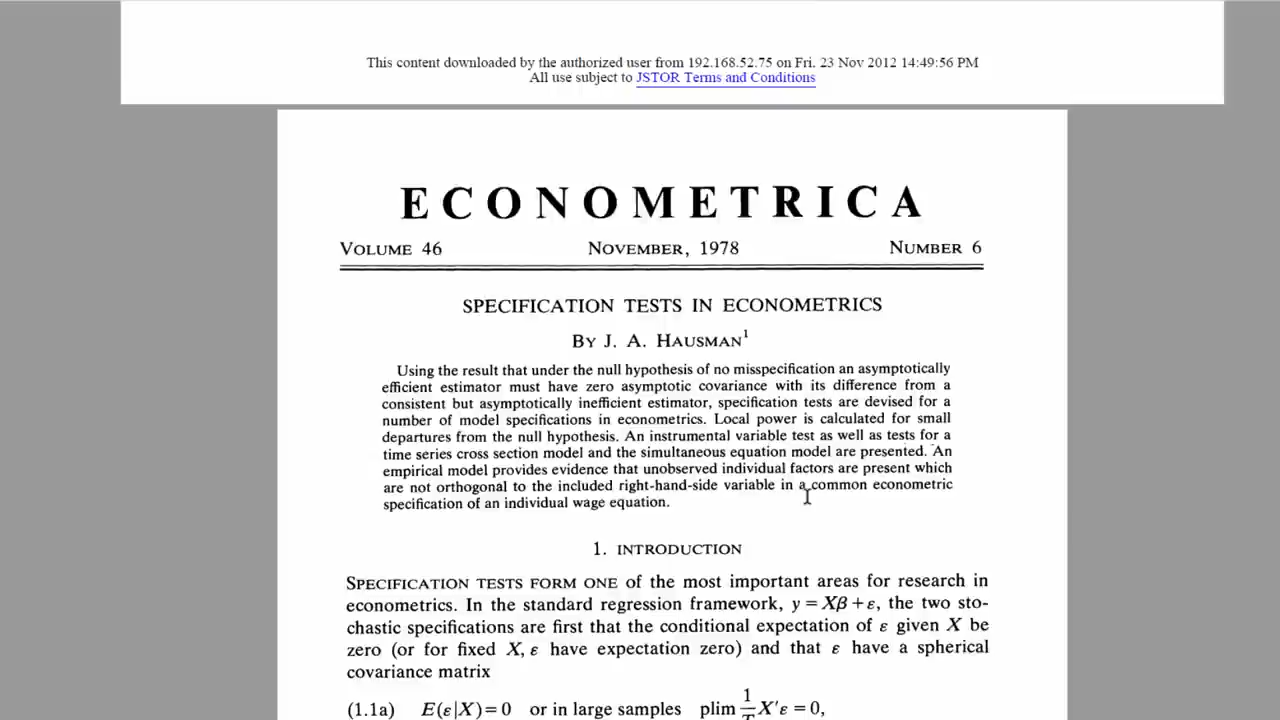 This content downloaded by the authorized user from 192.168.52.75 on Fri, 23 Nov 2012 14:49:56 PM
All use subject to JSTOR Terms and Conditions
ECONOMETRICA
VOLUME 46 NOVEMBER, 1978 NUMBER 6
SPECIFICATION TESTS IN ECONOMETRICS
BY J. A. HAUSMAN¹
Using the result that under the null hypothesis of no misspecification an asymptotically
efficient estimator must have zero asymptotic covariance with its difference from a
consistent but asymptotically inefficient estimator, specification tests are devised for a
number of model specifications in econometrics. Local power is calculated for small
departures from the null hypothesis. An instrumental variable test as well as tests for a
time series cross section model and the simultaneous equation model are presented. An
empirical model provides evidence that unobserved individual factors are present which
are not orthogonal to the included right-hand-side variable in a common econometric
specification of an individual wage equation.
1. INTRODUCTION
SPECIFICATION TESTS FORM ONE of the most important areas for research in
econometrics. In the standard regression framework, y = Xβ + ε, the two sto-
chastic specifications are first that the conditional expectation of ε given X be
zero (or for fixed X, ε have expectation zero) and that ε have a spherical
covariance matrix
(1.1a) E(ε|X) = 0 or in large samples plim 1/T X'ε = 0,